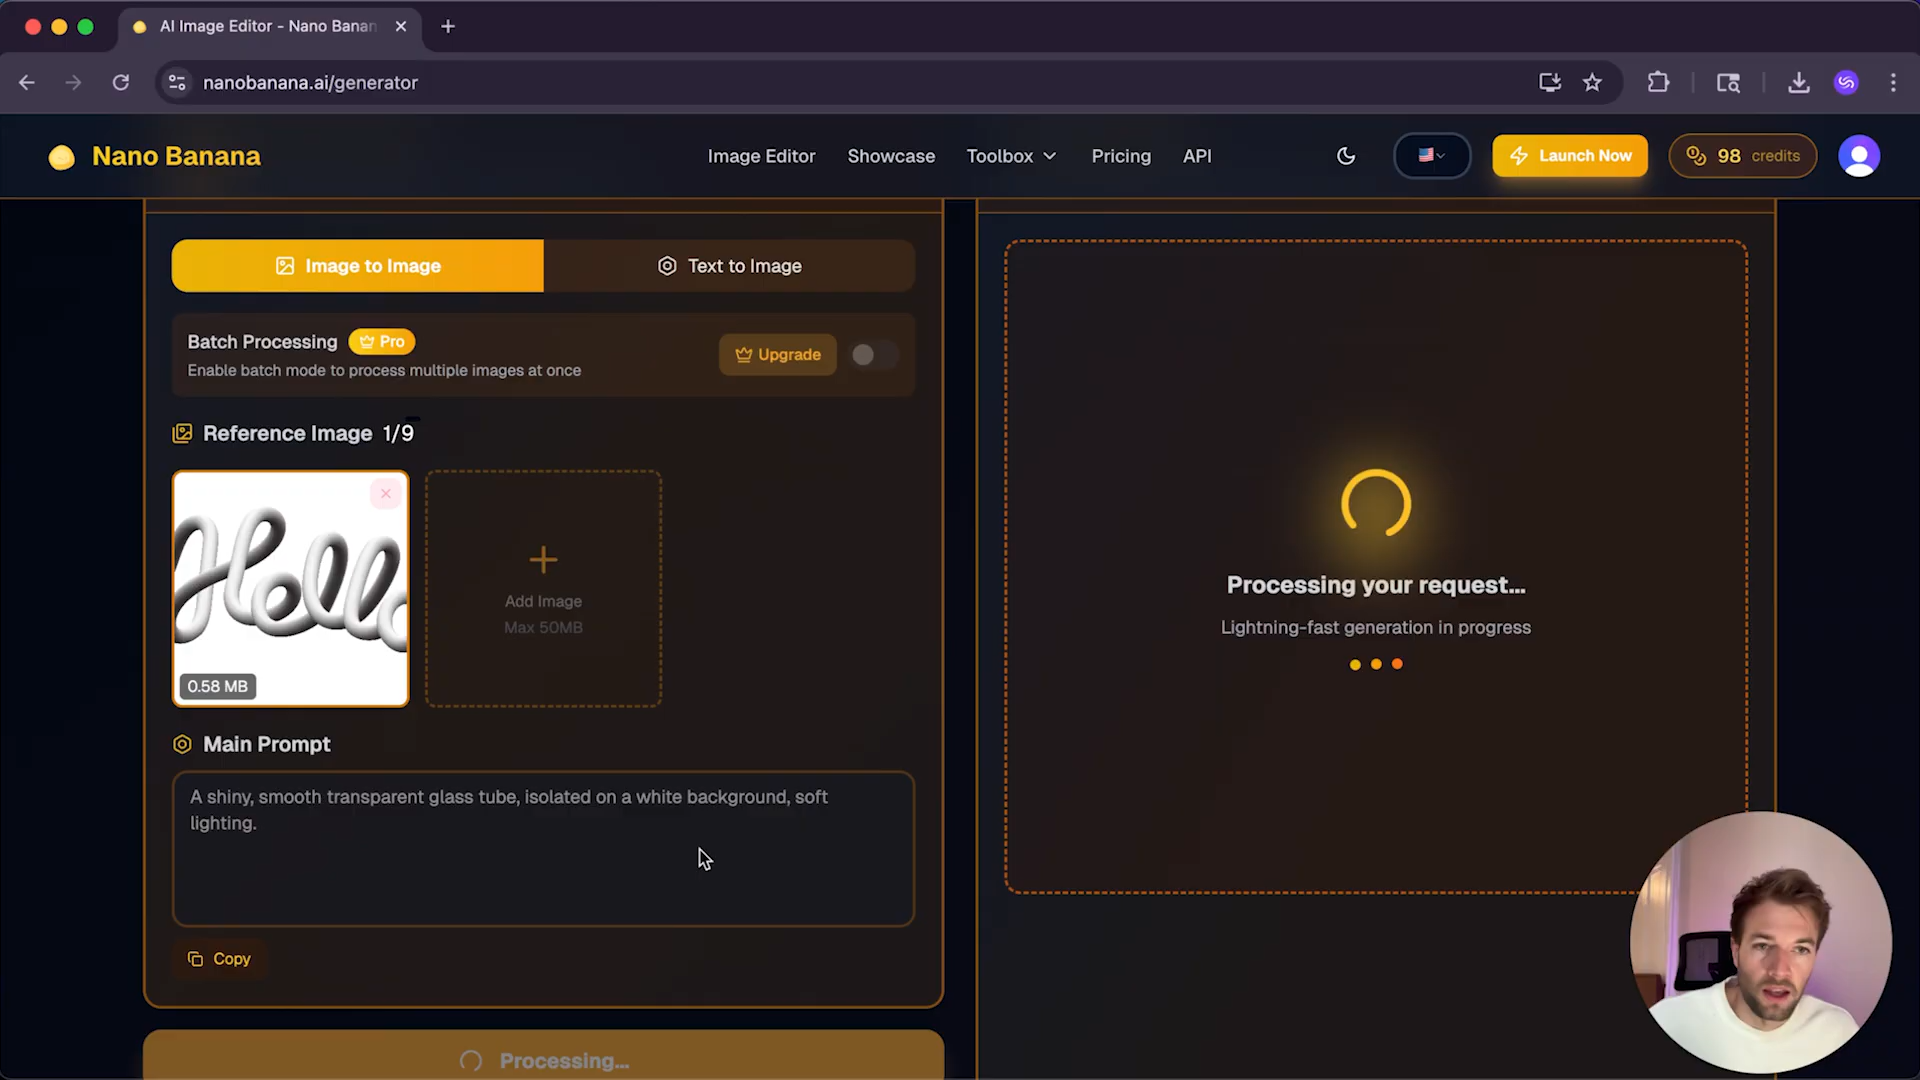 AI Image Editor - Nano Banan
nanobanana.ai/generator
Nano Banana
Image Editor
Showcase
Toolbox
Pricing
API
Launch Now
98 credits
Image to Image
Text to Image
Batch Processing
Pro
Enable batch mode to process multiple images at once
Upgrade
Reference Image 1/9
Hello
0.58 MB
Add Image
Max 50MB
Main Prompt
A shiny, smooth transparent glass tube, isolated on a white background, soft
lighting.
Copy
Processing...
Processing your request...
Lightning-fast generation in progress